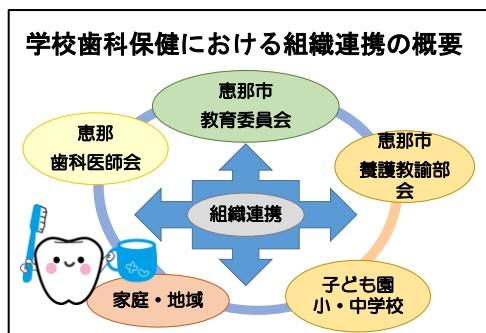 学校歯科保健における組織連携の概要
恵那市
教育委員会
恵那
歯科医師会
恵那市
養護教諭部
会
組織連携
家庭・地域
子ども園
小・中学校